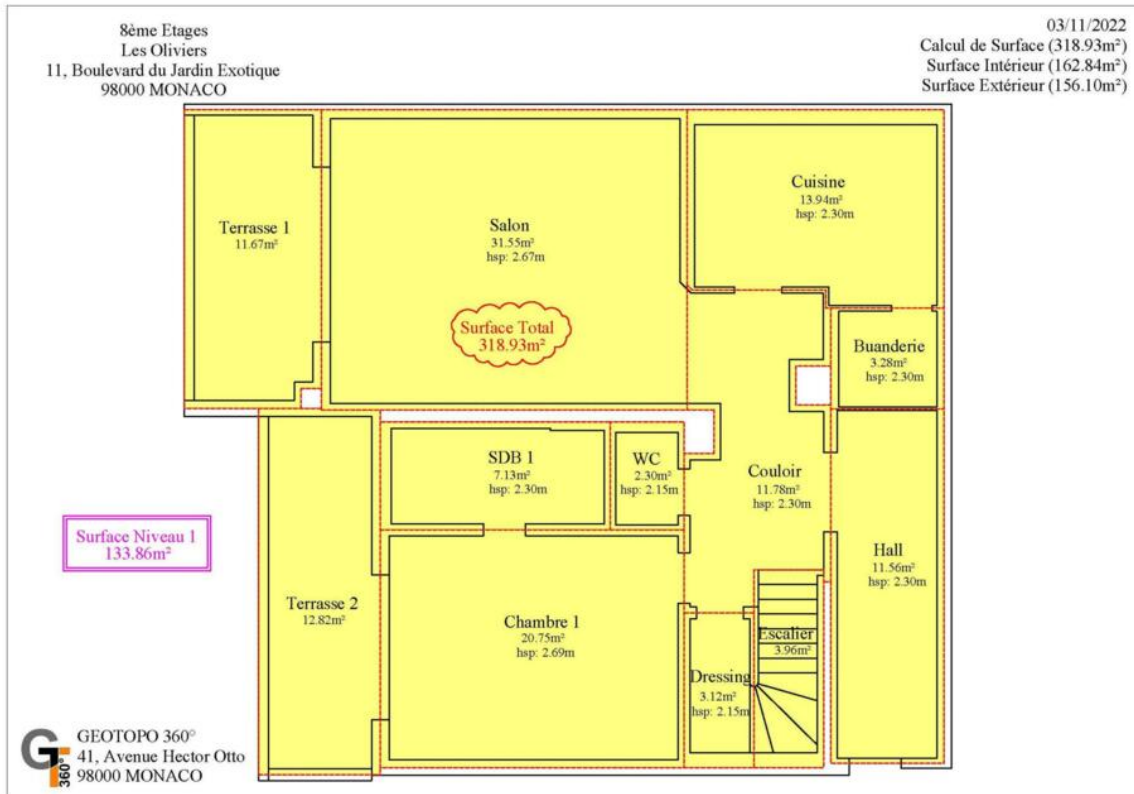 8ème Etages
Les Oliviers
11, Boulevard du Jardin Exotique
98000 MONACO
03/11/2022
Calcul de Surface (318.93m²)
Surface Intérieur (162.84m²)
Surface Extérieur (156.10m²)
Terrasse 1
11.67m²
Salon
31.55m²
hsp: 2.67m
Cuisine
13.94m²
hsp: 2.30m
Surface Total
318.93m²
Buanderie
3.28m²
hsp: 2.30m
SDB 1
7.13m²
hsp: 2.30m
WC
2.30m²
hsp: 2.15m
Couloir
11.78m²
hsp: 2.30m
Surface Niveau 1
133.86m²
Hall
11.56m²
hsp: 2.30m
Terrasse 2
12.82m²
Chambre 1
20.75m²
hsp: 2.69m
Escalier
3.96m²
Dressing
3.12m²
hsp: 2.15m
GT
360°
GEOTOPO 360°
41, Avenue Hector Otto
98000 MONACO